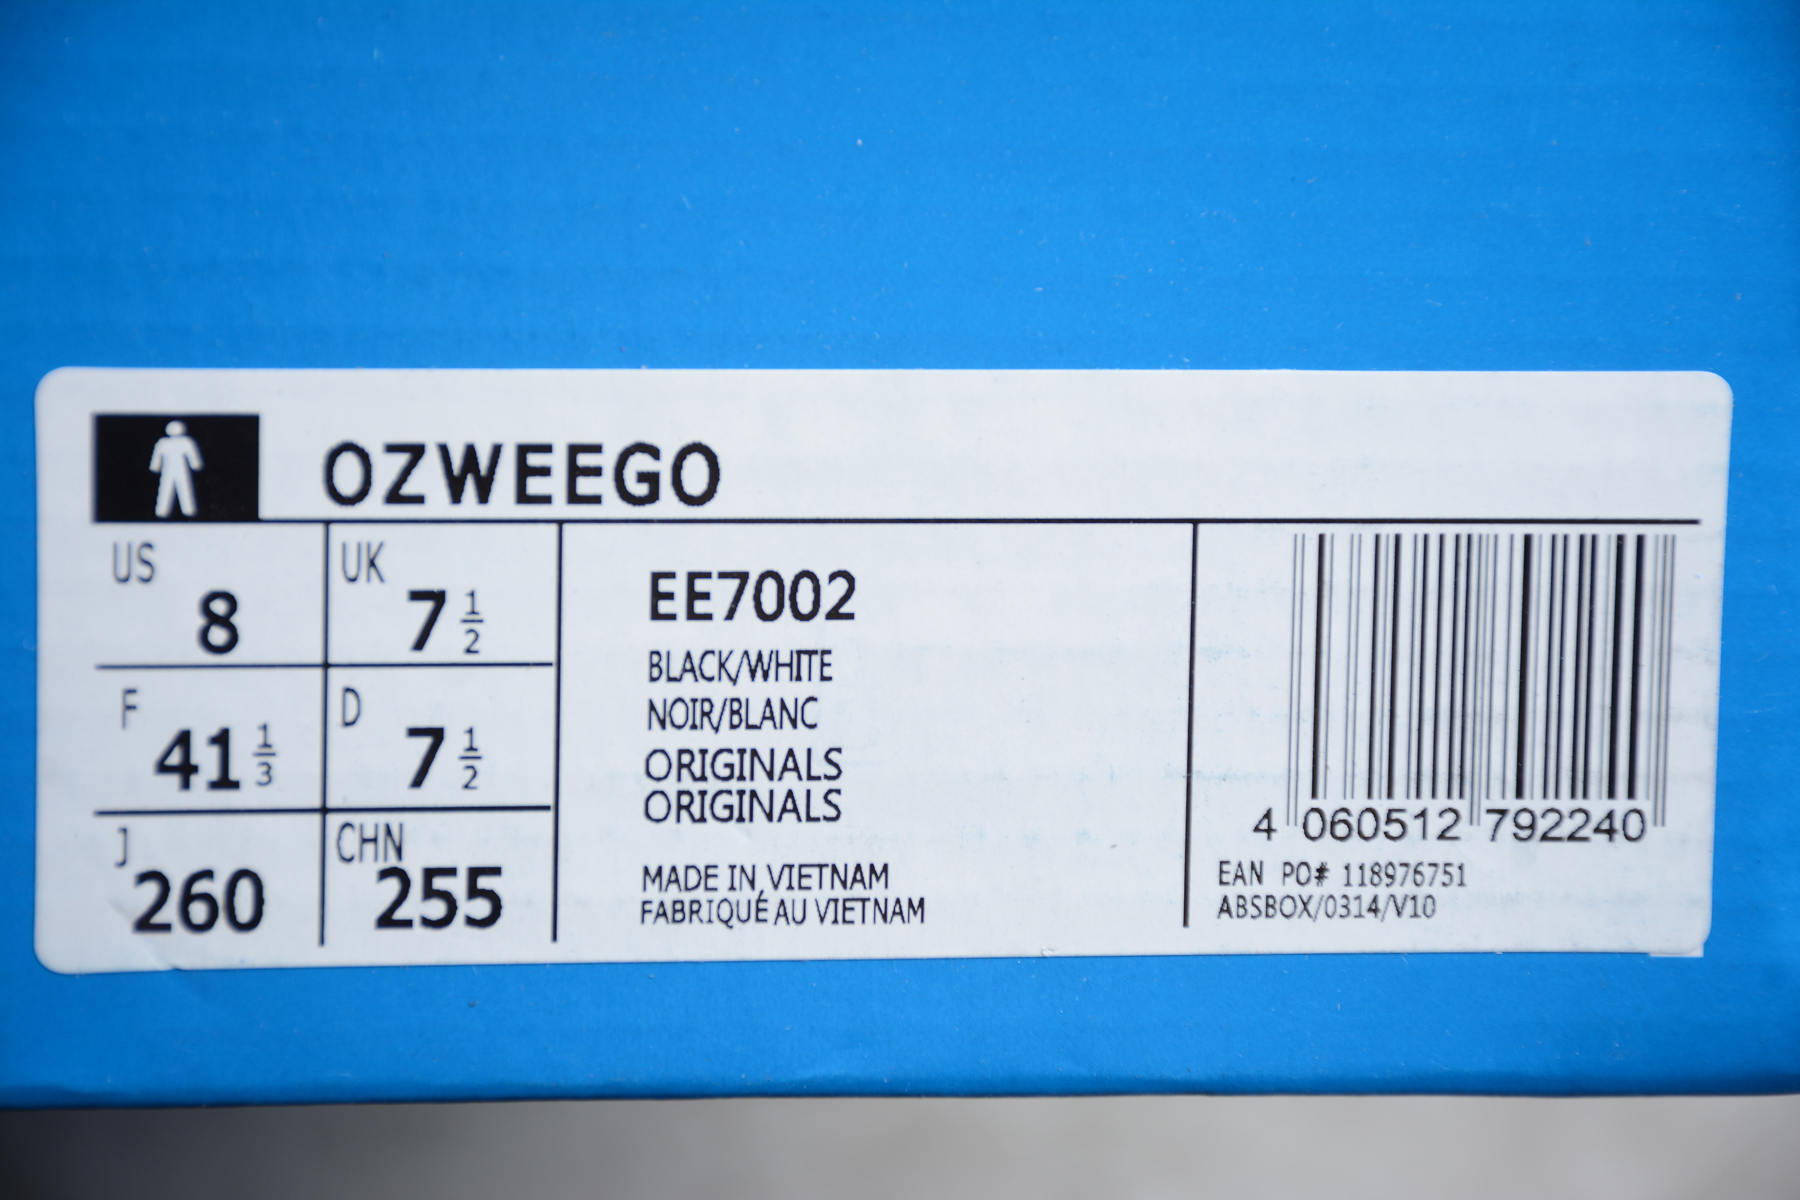 OZWEEGO
US 8
UK 7 1/2
F 41 1/3
D 7 1/2
J 260
CHN 255
EE7002
BLACK/WHITE
NOIR/BLANC
ORIGINALS
ORIGINALS
MADE IN VIETNAM
FABRIQUÉ AU VIETNAM
4 060512 792240
EAN PO# 118976751
ABSBOX/0314/V10